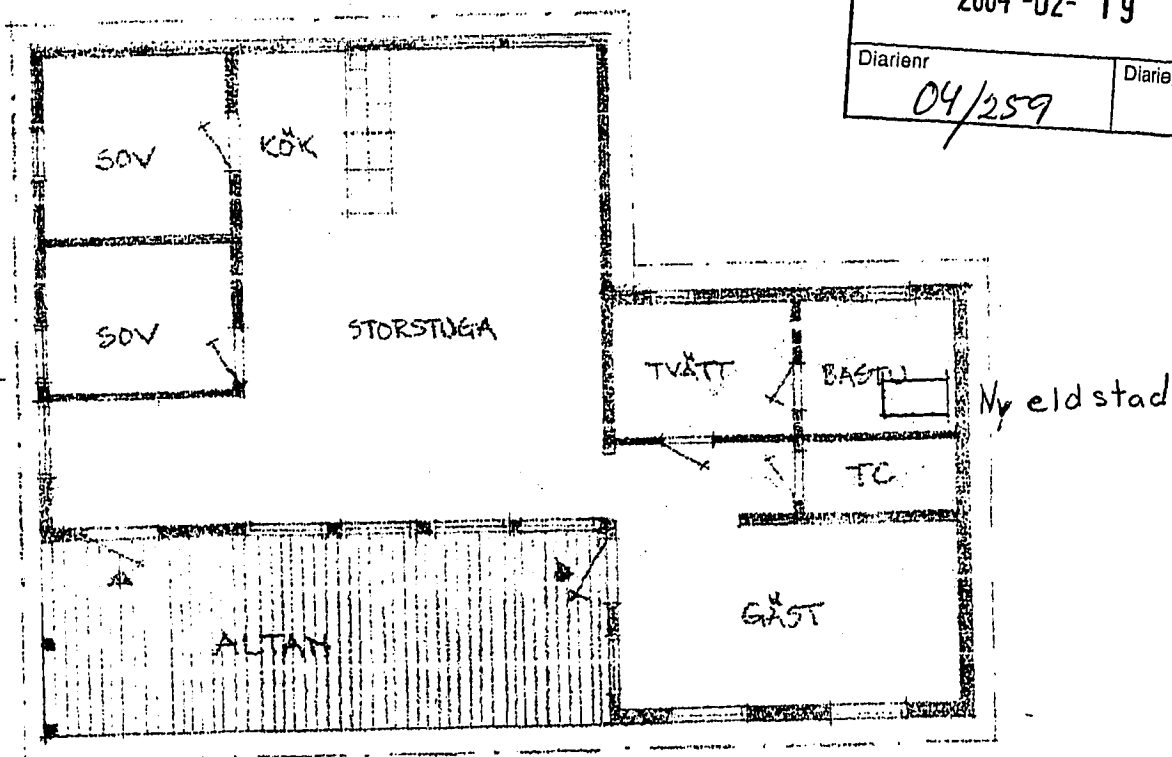 2004 -02- 19
Diarienr
Diarie
04/259
SOV
KÖK
SOV
STORSTUGA
TVÄTT
BASTU
Ny eldstad
TC
GÄST
ALTAN